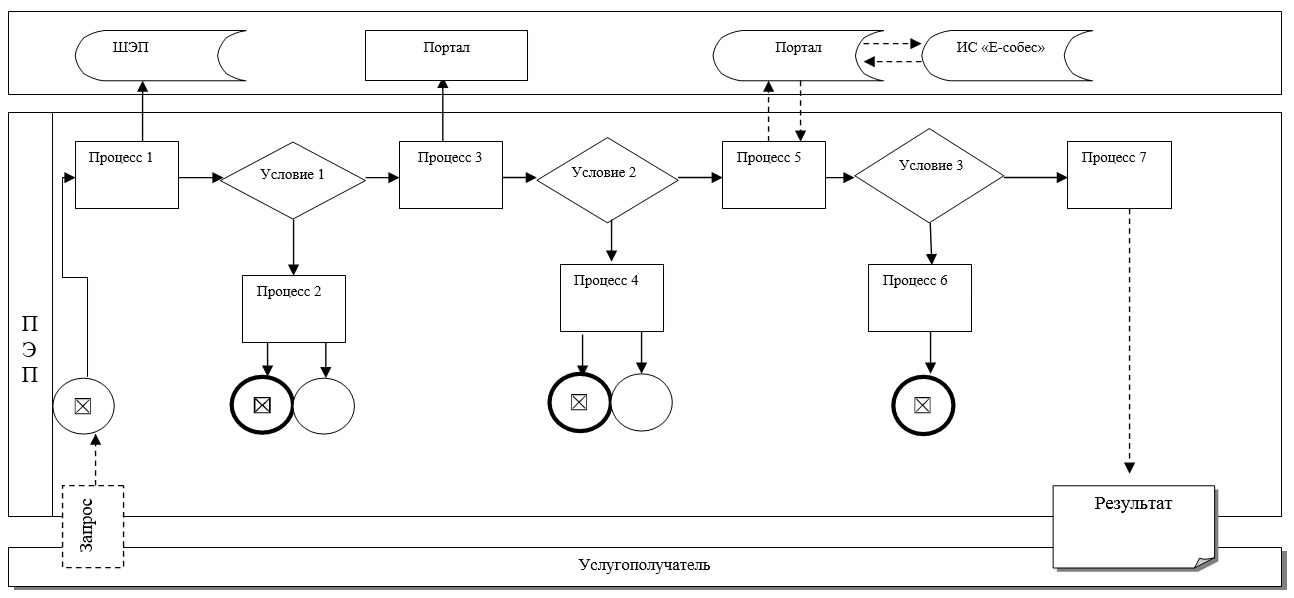 ШЭП
Портал
Портал
ИС «Е-собес»
Процесс 1
Условие 1
Процесс 3
Условие 2
Процесс 5
Условие 3
Процесс 7
Процесс 2
Процесс 4
Процесс 6
П
Э
П
Запрос
Результат
Услугополучатель